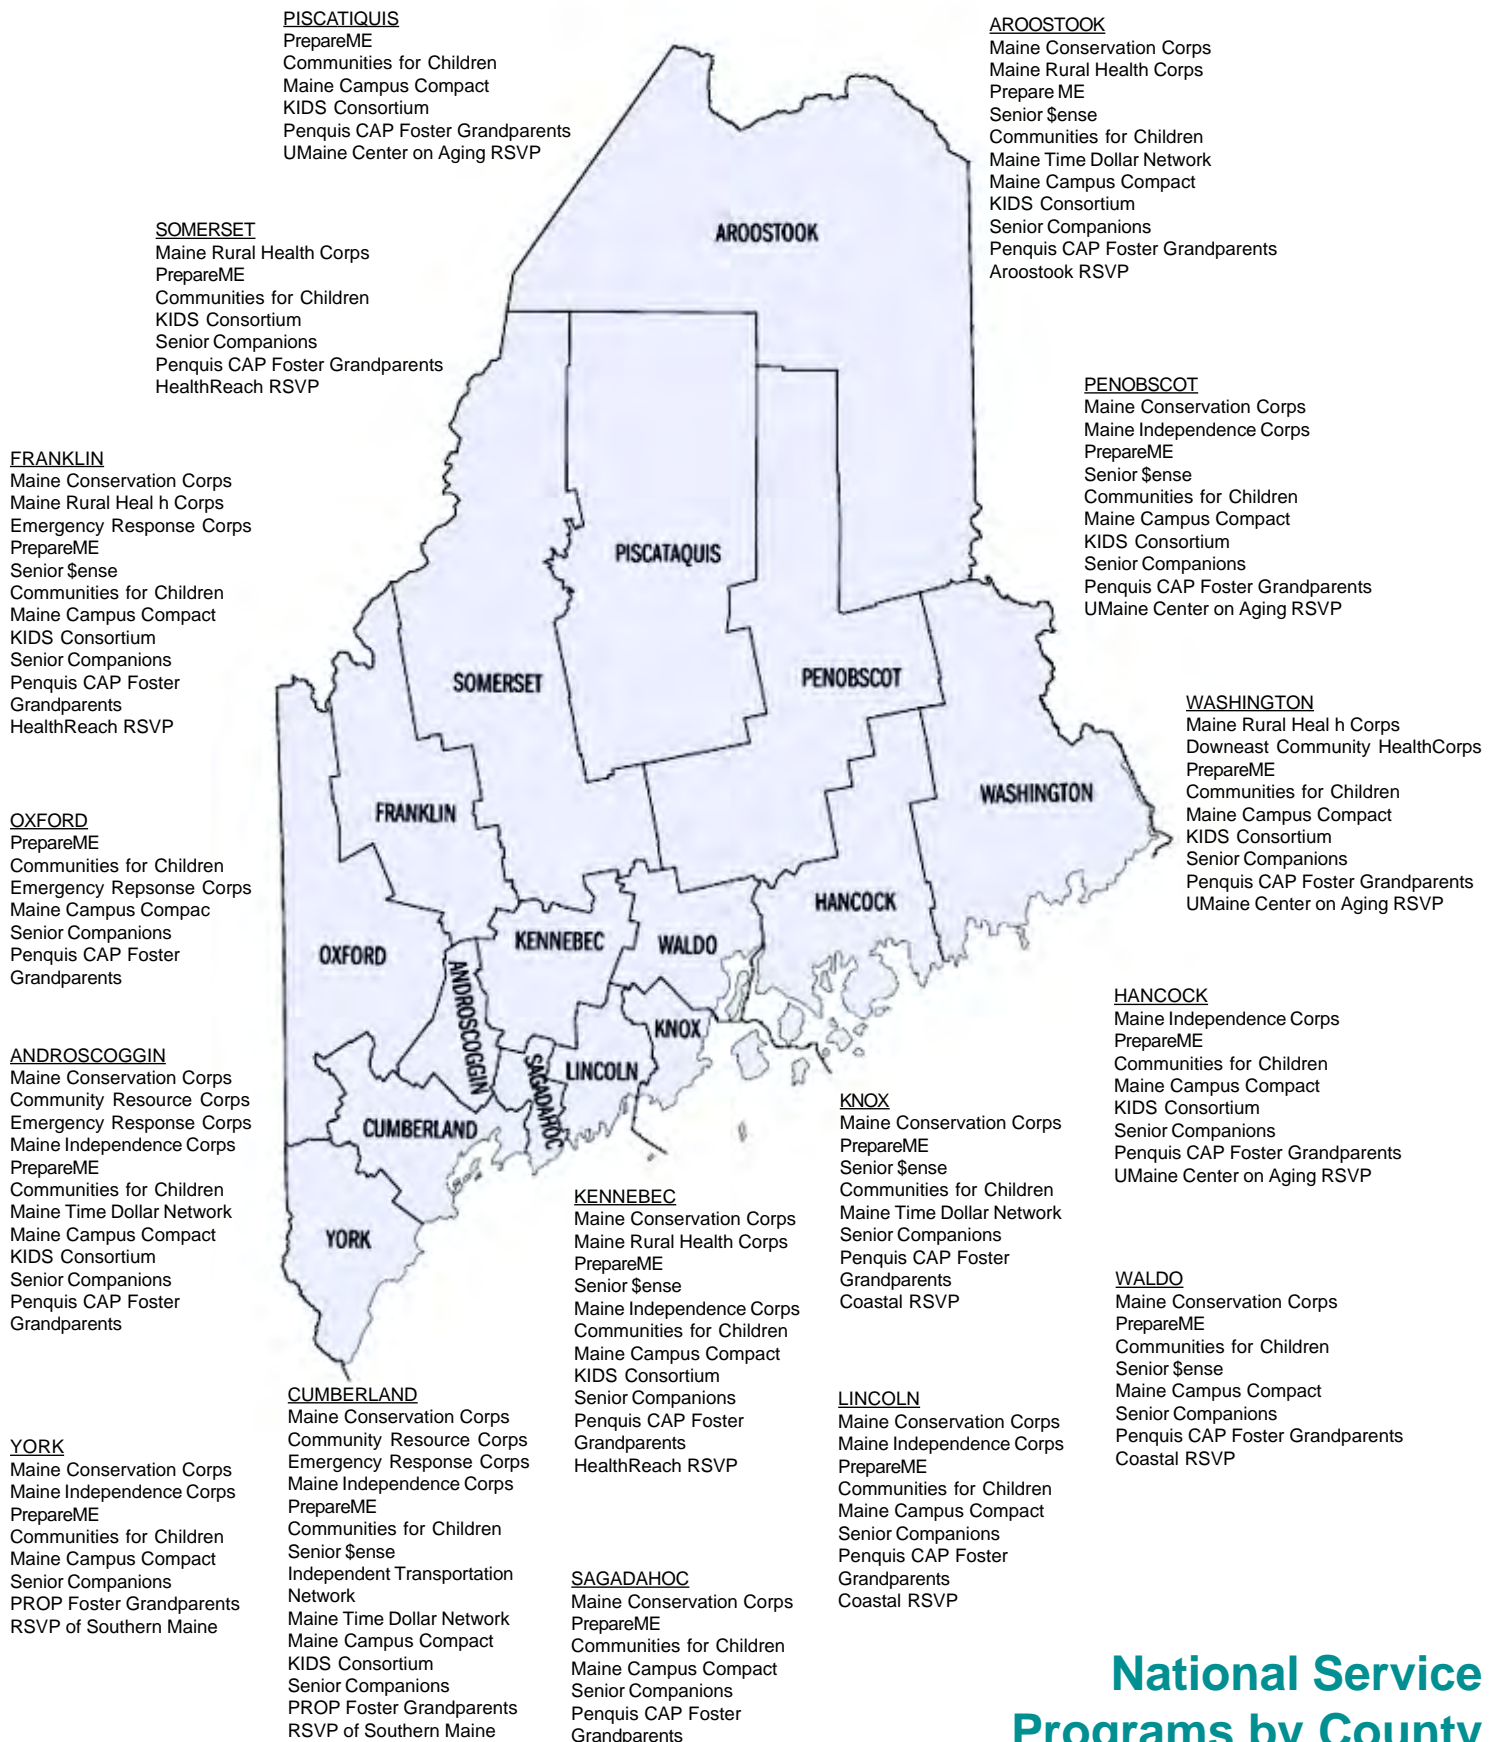 PISCATIQUIS
PrepareME
Communities for Children
Maine Campus Compact
KIDS Consortium
Penquis CAP Foster Grandparents
UMaine Center on Aging RSVP
AROOSTOOK
Maine Conservation Corps
Maine Rural Health Corps
Prepare ME
Senior $ense
Communities for Children
Maine Time Dollar Network
Maine Campus Compact
KIDS Consortium
Senior Companions
Penquis CAP Foster Grandparents
Aroostook RSVP
SOMERSET
Maine Rural Health Corps
PrepareME
Communities for Children
KIDS Consortium
Senior Companions
Penquis CAP Foster Grandparents
HealthReach RSVP
PENOBSCOT
Maine Conservation Corps
Maine Independence Corps
PrepareME
Senior $ense
Communities for Children
Maine Campus Compact
KIDS Consortium
Senior Companions
Penquis CAP Foster Grandparents
UMaine Center on Aging RSVP
FRANKLIN
Maine Conservation Corps
Maine Rural Heal h Corps
Emergency Response Corps
PrepareME
Senior $ense
Communities for Children
Maine Campus Compact
KIDS Consortium
Senior Companions
Penquis CAP Foster
Grandparents
HealthReach RSVP
WASHINGTON
Maine Rural Heal h Corps
Downeast Community HealthCorps
PrepareME
Communities for Children
Maine Campus Compact
KIDS Consortium
Senior Companions
Penquis CAP Foster Grandparents
UMaine Center on Aging RSVP
OXFORD
PrepareME
Communities for Children
Emergency Repsonse Corps
Maine Campus Compac
Senior Companions
Penquis CAP Foster
Grandparents
HANCOCK
Maine Independence Corps
PrepareME
Communities for Children
Maine Campus Compact
KIDS Consortium
Senior Companions
Penquis CAP Foster Grandparents
UMaine Center on Aging RSVP
ANDROSCOGGIN
Maine Conservation Corps
Community Resource Corps
Emergency Response Corps
Maine Independence Corps
PrepareME
Communities for Children
Maine Time Dollar Network
Maine Campus Compact
KIDS Consortium
Senior Companions
Penquis CAP Foster
Grandparents
KNOX
Maine Conservation Corps
PrepareME
Senior $ense
Communities for Children
Maine Time Dollar Network
Senior Companions
Penquis CAP Foster
Grandparents
Coastal RSVP
KENNEBEC
Maine Conservation Corps
Maine Rural Health Corps
PrepareME
Senior $ense
Maine Independence Corps
Communities for Children
Maine Campus Compact
KIDS Consortium
Senior Companions
Penquis CAP Foster
Grandparents
HealthReach RSVP
WALDO
Maine Conservation Corps
PrepareME
Communities for Children
Senior $ense
Maine Campus Compact
Senior Companions
Penquis CAP Foster Grandparents
Coastal RSVP
YORK
Maine Conservation Corps
Maine Independence Corps
PrepareME
Communities for Children
Maine Campus Compact
Senior Companions
PROP Foster Grandparents
RSVP of Southern Maine
CUMBERLAND
Maine Conservation Corps
Community Resource Corps
Emergency Response Corps
Maine Independence Corps
PrepareME
Communities for Children
Senior $ense
Independent Transportation
Network
Maine Time Dollar Network
Maine Campus Compact
KIDS Consortium
Senior Companions
PROP Foster Grandparents
RSVP of Southern Maine
LINCOLN
Maine Conservation Corps
Maine Independence Corps
PrepareME
Communities for Children
Maine Campus Compact
Senior Companions
Penquis CAP Foster
Grandparents
Coastal RSVP
SAGADAHOC
Maine Conservation Corps
PrepareME
Communities for Children
Maine Campus Compact
Senior Companions
Penquis CAP Foster
Grandparents
AROOSTOOK
PISCATAQUIS
SOMERSET
PENOBSCOT
FRANKLIN
WASHINGTON
HANCOCK
OXFORD
KENNEBEC
WALDO
ANDROSCOGGIN
KNOX
LINCOLN
SAGADAHOC
CUMBERLAND
YORK
National Service
Programs by County